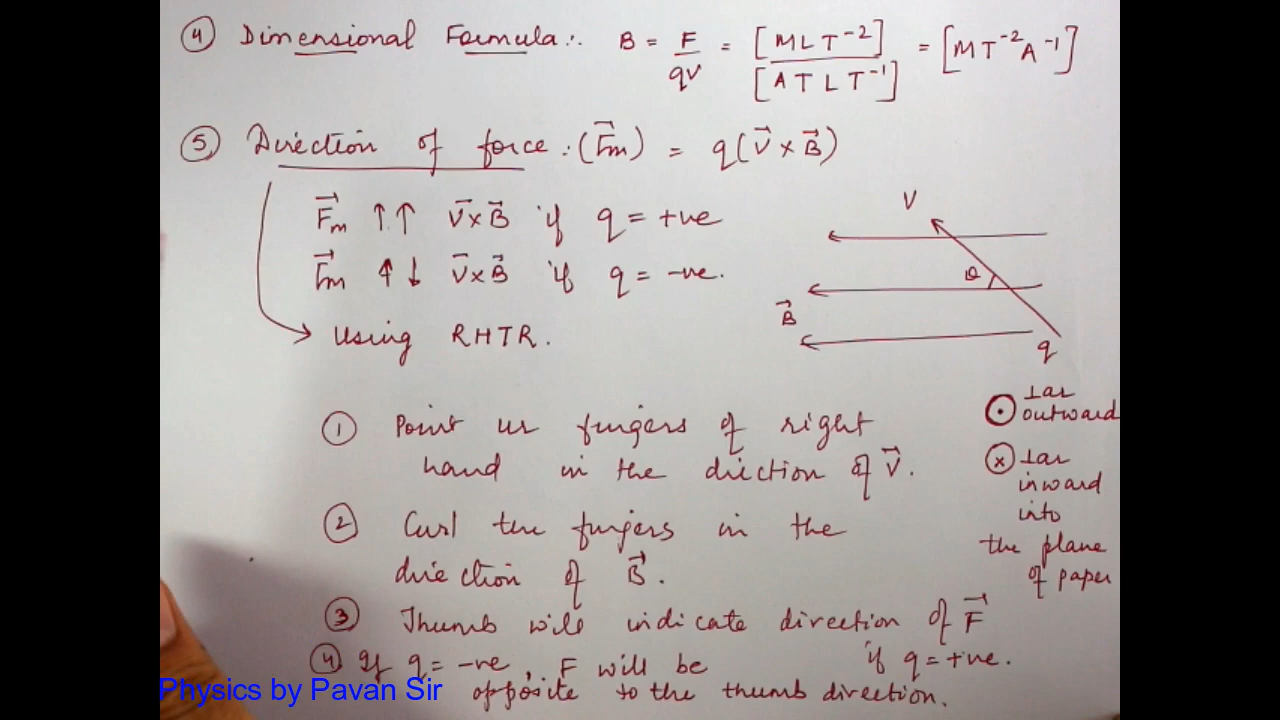 ④ Dimensional Formula:. B = F/qv = [MLT⁻²]/[ATLT⁻¹] = [MT⁻²A⁻¹]
⑤ Direction of force : (F⃗m) = q(V⃗ × B⃗)
F⃗m ↑↑ V⃗×B⃗ if q = +ve
F⃗m ↑↓ V⃗×B⃗ if q = -ve.
Using RHTR.
V
θ
B⃗
q
① Point ur fingers of right
hand in the direction of V⃗.
② Curl the fingers in the
direction of B⃗.
③ Thumb will indicate direction of F⃗
if q = +ve.
④ If q = -ve, F will be
opposite to the thumb direction.
⊙ ⊥ar
outward
⊗ ⊥ar
inward
into
the plane
of paper
Physics by Pavan Sir